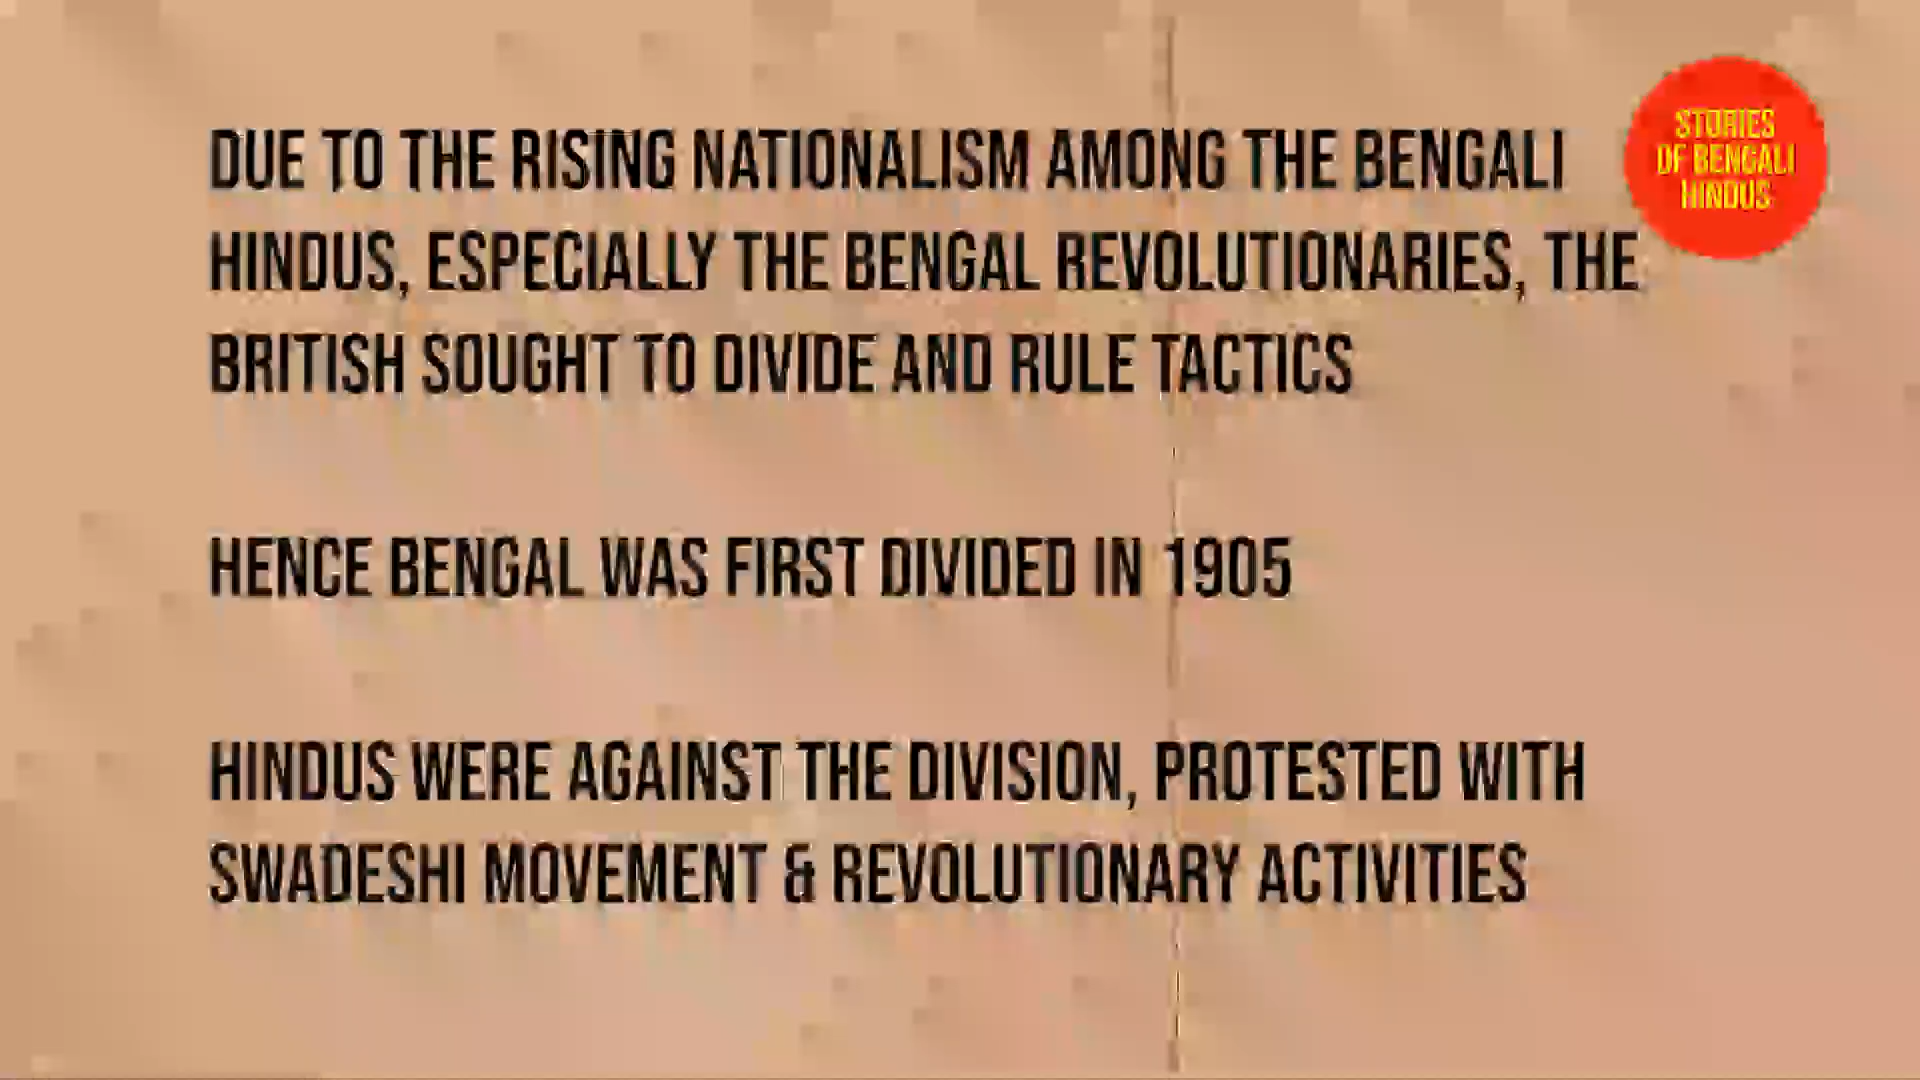 DUE TO THE RISING NATIONALISM AMONG THE BENGALI
HINDUS, ESPECIALLY THE BENGAL REVOLUTIONARIES, THE
BRITISH SOUGHT TO DIVIDE AND RULE TACTICS
HENCE BENGAL WAS FIRST DIVIDED IN 1905
HINDUS WERE AGAINST THE DIVISION, PROTESTED WITH
SWADESHI MOVEMENT & REVOLUTIONARY ACTIVITIES
STORIES
OF BENGALI
HINDUS